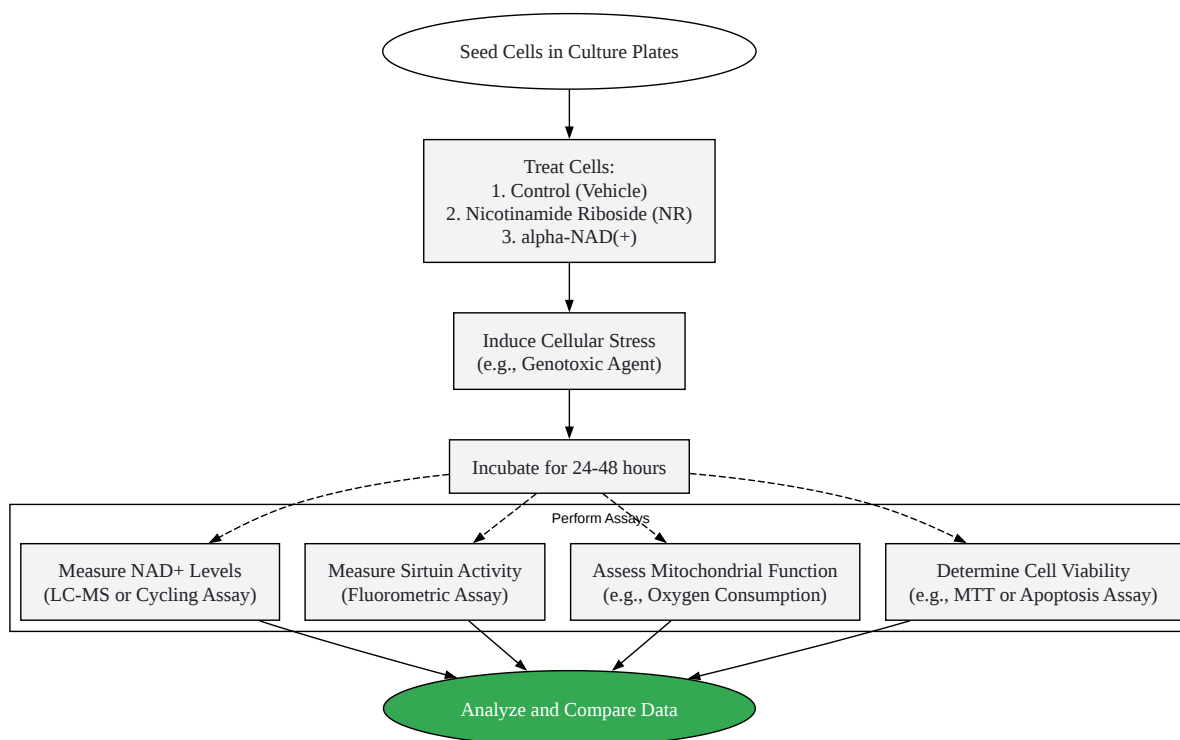 Seed Cells in Culture Plates
Treat Cells:
1. Control (Vehicle)
2. Nicotinamide Riboside (NR)
3. alpha-NAD(+)
Induce Cellular Stress
(e.g., Genotoxic Agent)
Incubate for 24-48 hours
Perform Assays
Measure NAD+ Levels
(LC-MS or Cycling Assay)
Measure Sirtuin Activity
(Fluorometric Assay)
Assess Mitochondrial Function
(e.g., Oxygen Consumption)
Determine Cell Viability
(e.g., MTT or Apoptosis Assay)
Analyze and Compare Data